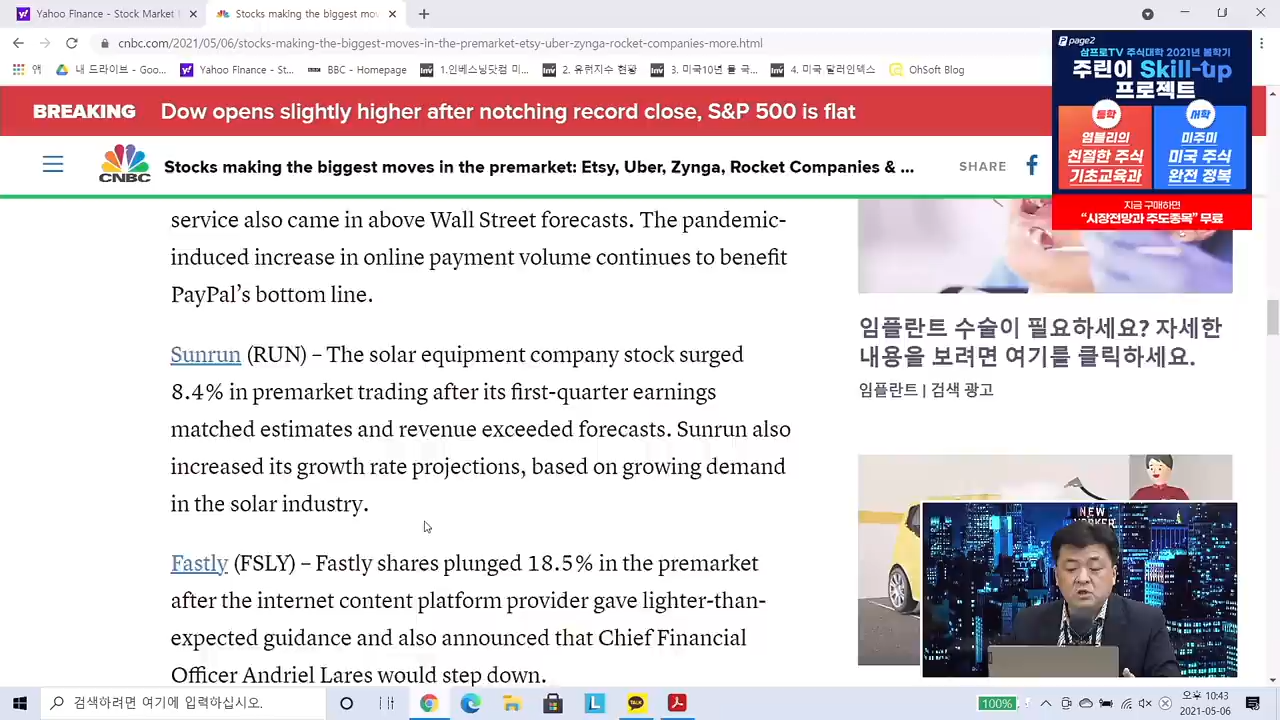 Yahoo Finance - Stock Market
Stocks making the biggest mov
cnbc.com/2021/05/06/stocks-making-the-biggest-moves-in-the-premarket-etsy-uber-zynga-rocket-companies-more.html
앱
내 드라이브 - Goo...
Yahoo Finance - St...
BBC - Homepage
1.인베스닝닷컴 미...
2. 유런지수 현황
3. 미국10년 률 국...
4. 미국 달러인덱스
OhSoft Blog
page2
삼프로TV 주식대학 2021년 봄학기
주린이 Skill-up
프로젝트
동학
염블리의
친절한 주식
기초교육과
서학
미주미
미국 주식
완전 정복
지금 구매하면
“시장전망과 주도종목” 무료
BREAKING Dow opens slightly higher after notching record close, S&P 500 is flat
CNBC
Stocks making the biggest moves in the premarket: Etsy, Uber, Zynga, Rocket Companies & ...
SHARE
service also came in above Wall Street forecasts. The pandemic-
induced increase in online payment volume continues to benefit
PayPal’s bottom line.
Sunrun (RUN) – The solar equipment company stock surged
8.4% in premarket trading after its first-quarter earnings
matched estimates and revenue exceeded forecasts. Sunrun also
increased its growth rate projections, based on growing demand
in the solar industry.
Fastly (FSLY) – Fastly shares plunged 18.5% in the premarket
after the internet content platform provider gave lighter-than-
expected guidance and also announced that Chief Financial
Officer Andriel Lares would step down.
임플란트 수술이 필요하세요? 자세한
내용을 보려면 여기를 클릭하세요.
임플란트 | 검색 광고
NEW
검색하려면 여기에 입력하십시오.
100%
오후 10:43
2021-05-06